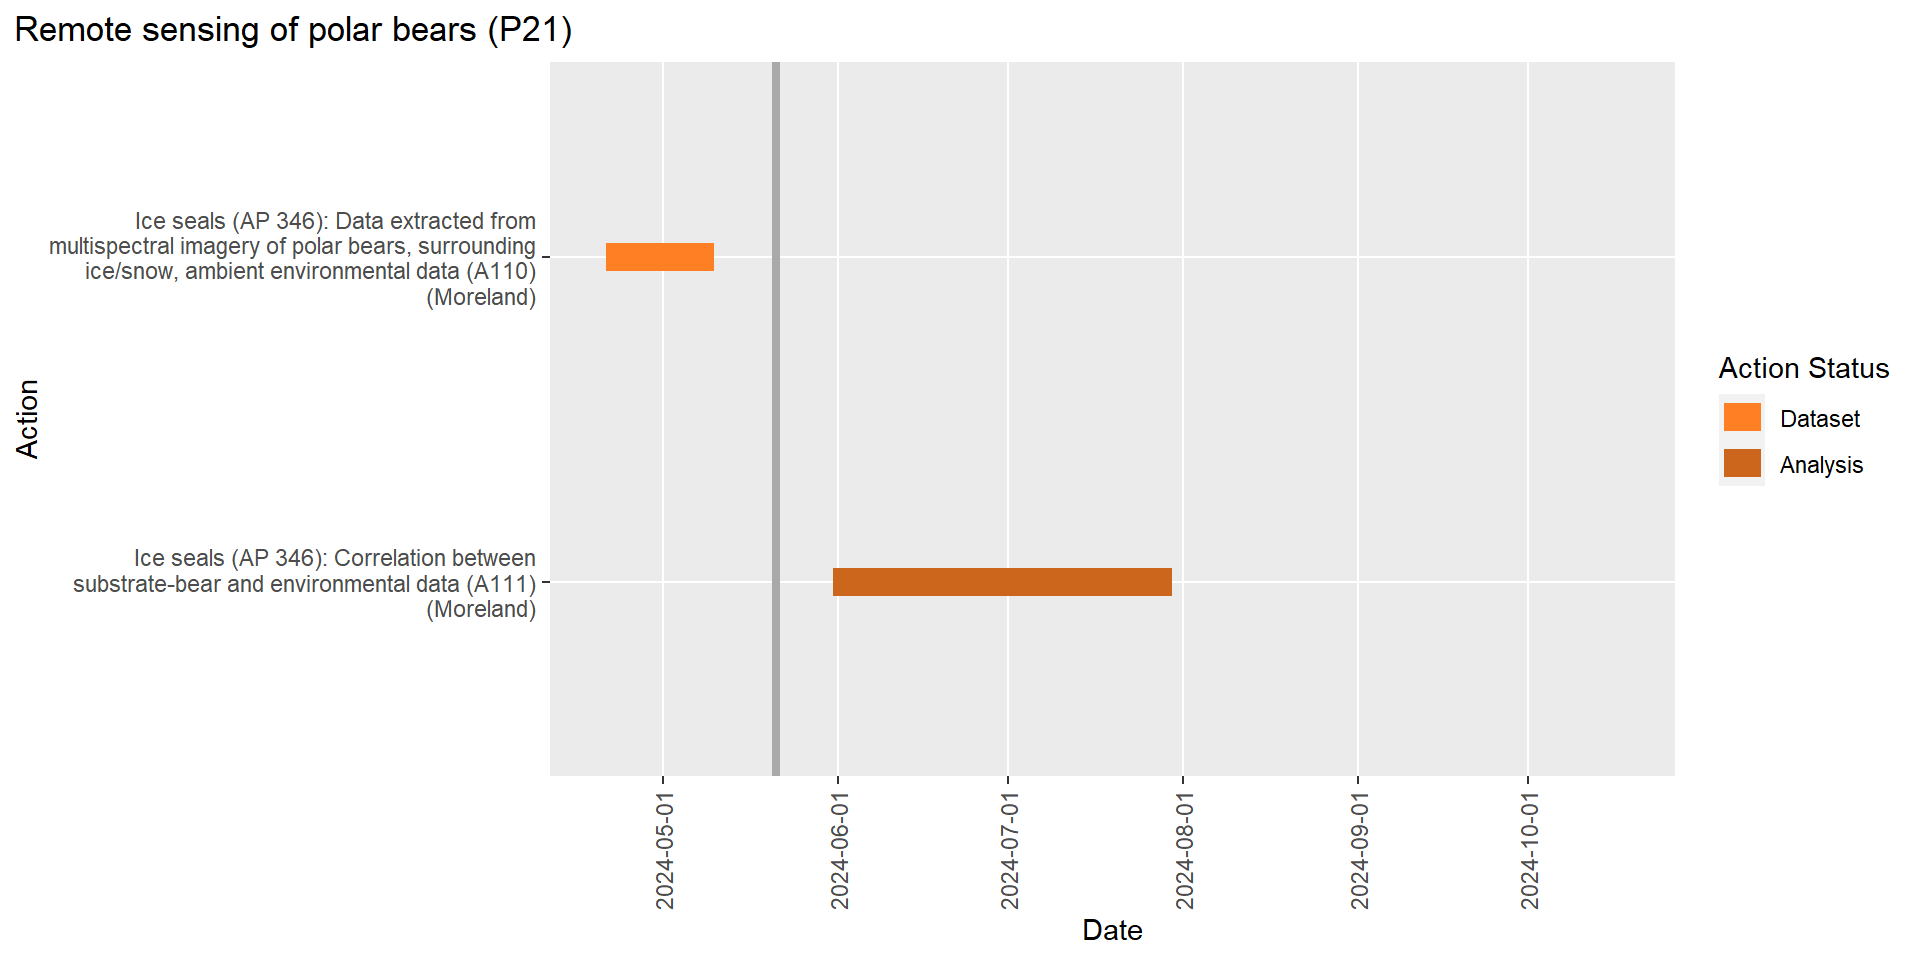 Remote sensing of polar bears (P21)
Ice seals (AP 346): Data extracted from
multispectral imagery of polar bears, surrounding
ice/snow, ambient environmental data (A110)
(Moreland)
Ice seals (AP 346): Correlation between
substrate-bear and environmental data (A111)
(Moreland)
Action
2024-05-01
2024-06-01
2024-07-01
2024-08-01
2024-09-01
2024-10-01
Date
Action Status
Dataset
Analysis